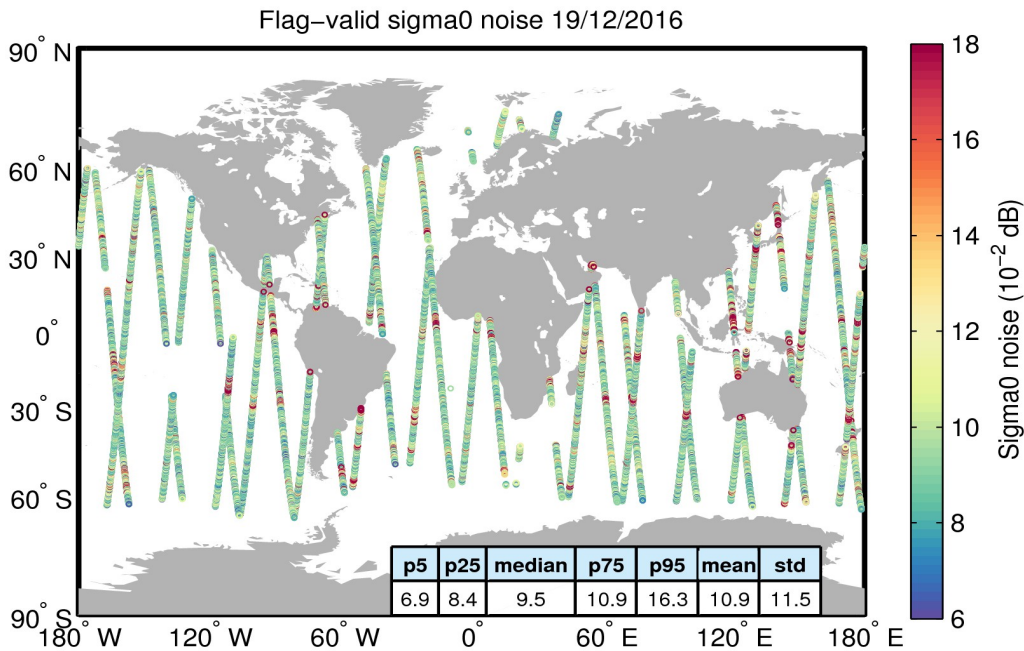 Flag−valid sigma0 noise 19/12/2016
90° N
60° N
30° N
0°
30° S
60° S
90° S
180° W
120° W
60° W
0°
60° E
120° E
180° E
p5 p25 median p75 p95 mean std
6.9 8.4 9.5 10.9 16.3 10.9 11.5
18
16
14
12
10
8
6
Sigma0 noise (10⁻² dB)